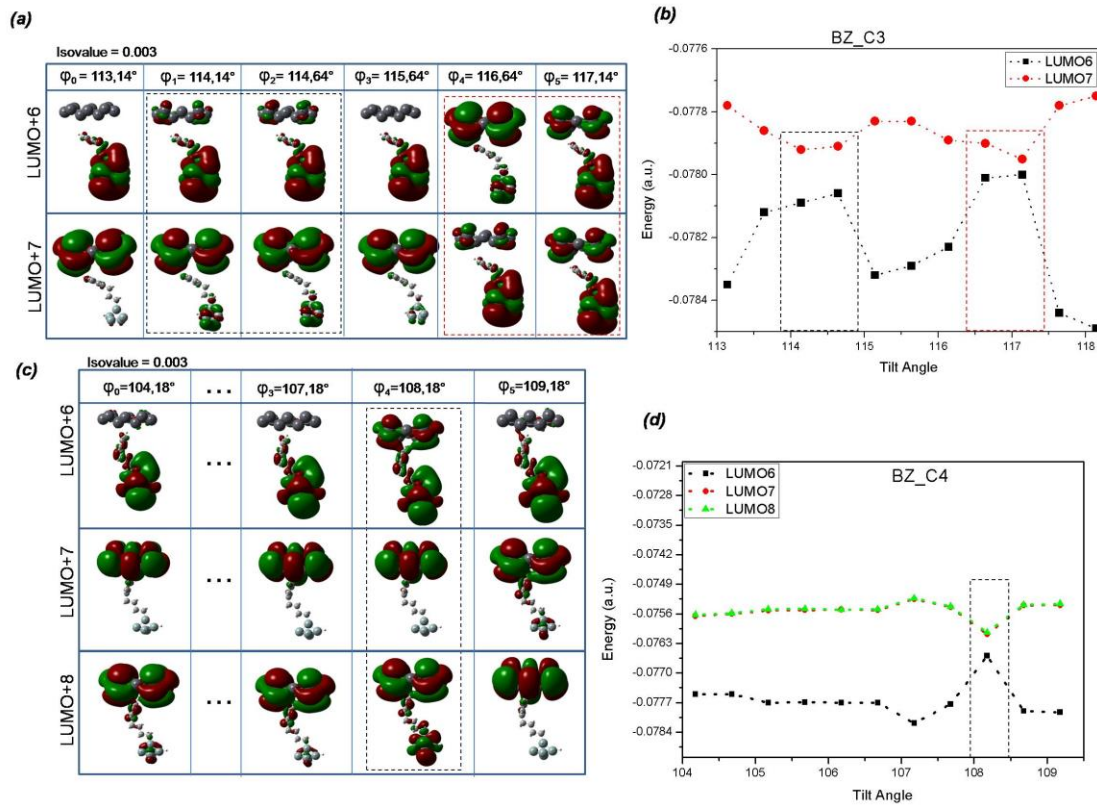 (a)
Isovalue = 0.003
φ₀ = 113,14° φ₁ = 114,14° φ₂ = 114,64° φ₃ = 115,64° φ₄ = 116,64° φ₅ = 117,14°
LUMO+6
LUMO+7
(b)
BZ_C3
LUMO6
LUMO7
Energy (a.u.)
-0.0776
-0.0778
-0.0780
-0.0782
-0.0784
113 114 115 116 117 118
Tilt Angle
(c)
Isovalue = 0.003
φ₀=104,18° ... φ₃=107,18° φ₄=108,18° φ₅=109,18°
LUMO+6
...
LUMO+7
...
LUMO+8
...
(d)
BZ_C4
LUMO6
LUMO7
LUMO8
Energy (a.u.)
-0.0721
-0.0728
-0.0735
-0.0742
-0.0749
-0.0756
-0.0763
-0.0770
-0.0777
-0.0784
104 105 106 107 108 109
Tilt Angle